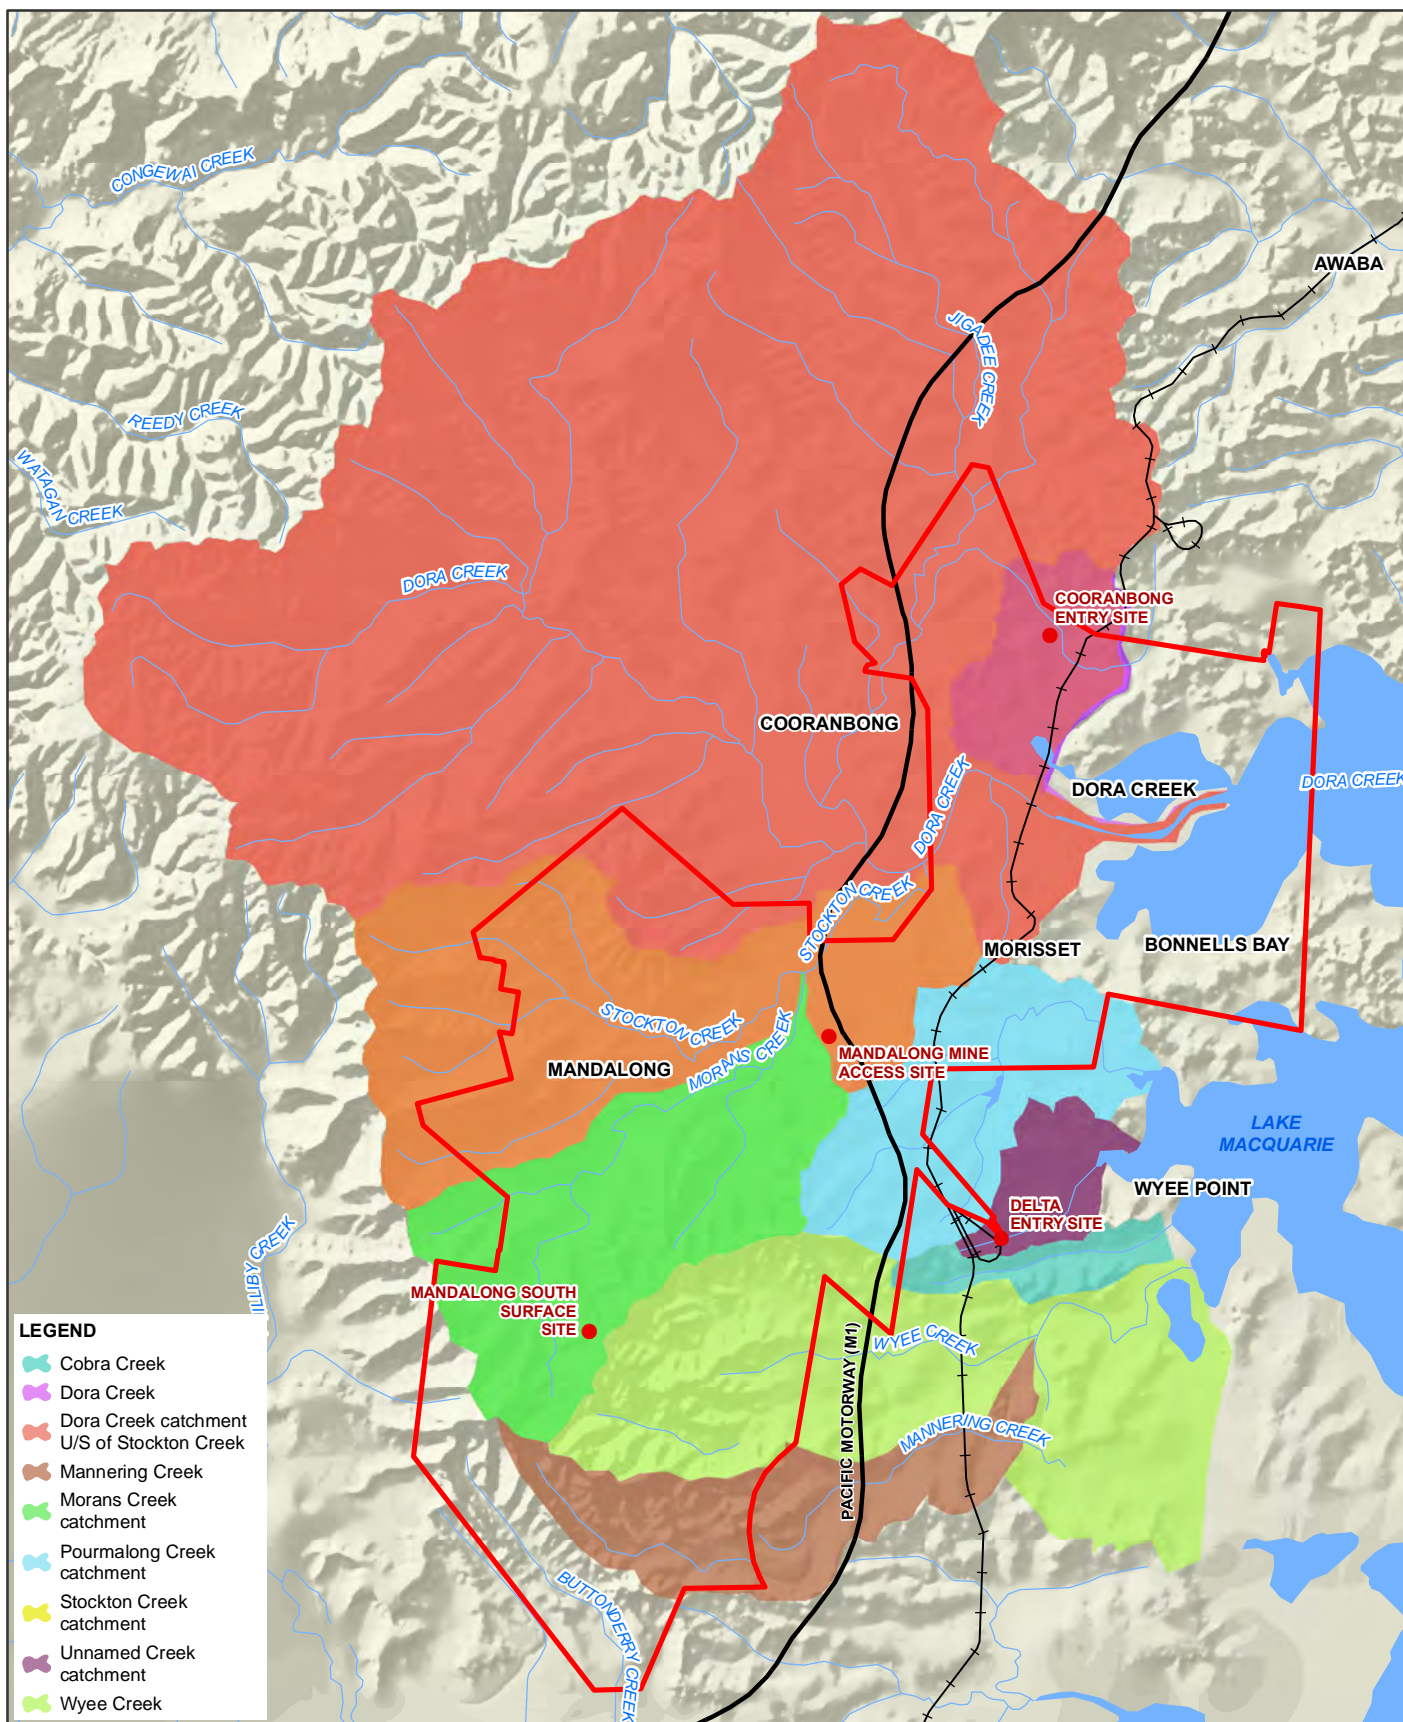 CONGEWAI CREEK
AWABA
JIGADEE CREEK
REEDY CREEK
WATAGAN CREEK
DORA CREEK
COORANBONG
ENTRY SITE
COORANBONG
DORA CREEK
DORA CREEK
DORA CREEK
STOCKTON CREEK
MORISSET
BONNELLS BAY
STOCKTON CREEK
MORANS CREEK
MANDALONG
MANDALONG MINE
ACCESS SITE
LAKE
MACQUARIE
WYEE POINT
DELTA
ENTRY SITE
ILLIBY CREEK
MANDALONG SOUTH
SURFACE
SITE
WYEE CREEK
PACIFIC MOTORWAY (M1)
MANNERING CREEK
BUTTONDERRY CREEK
LEGEND
Cobra Creek
Dora Creek
Dora Creek catchment
U/S of Stockton Creek
Mannering Creek
Morans Creek
catchment
Pourmalong Creek
catchment
Stockton Creek
catchment
Unnamed Creek
catchment
Wyee Creek